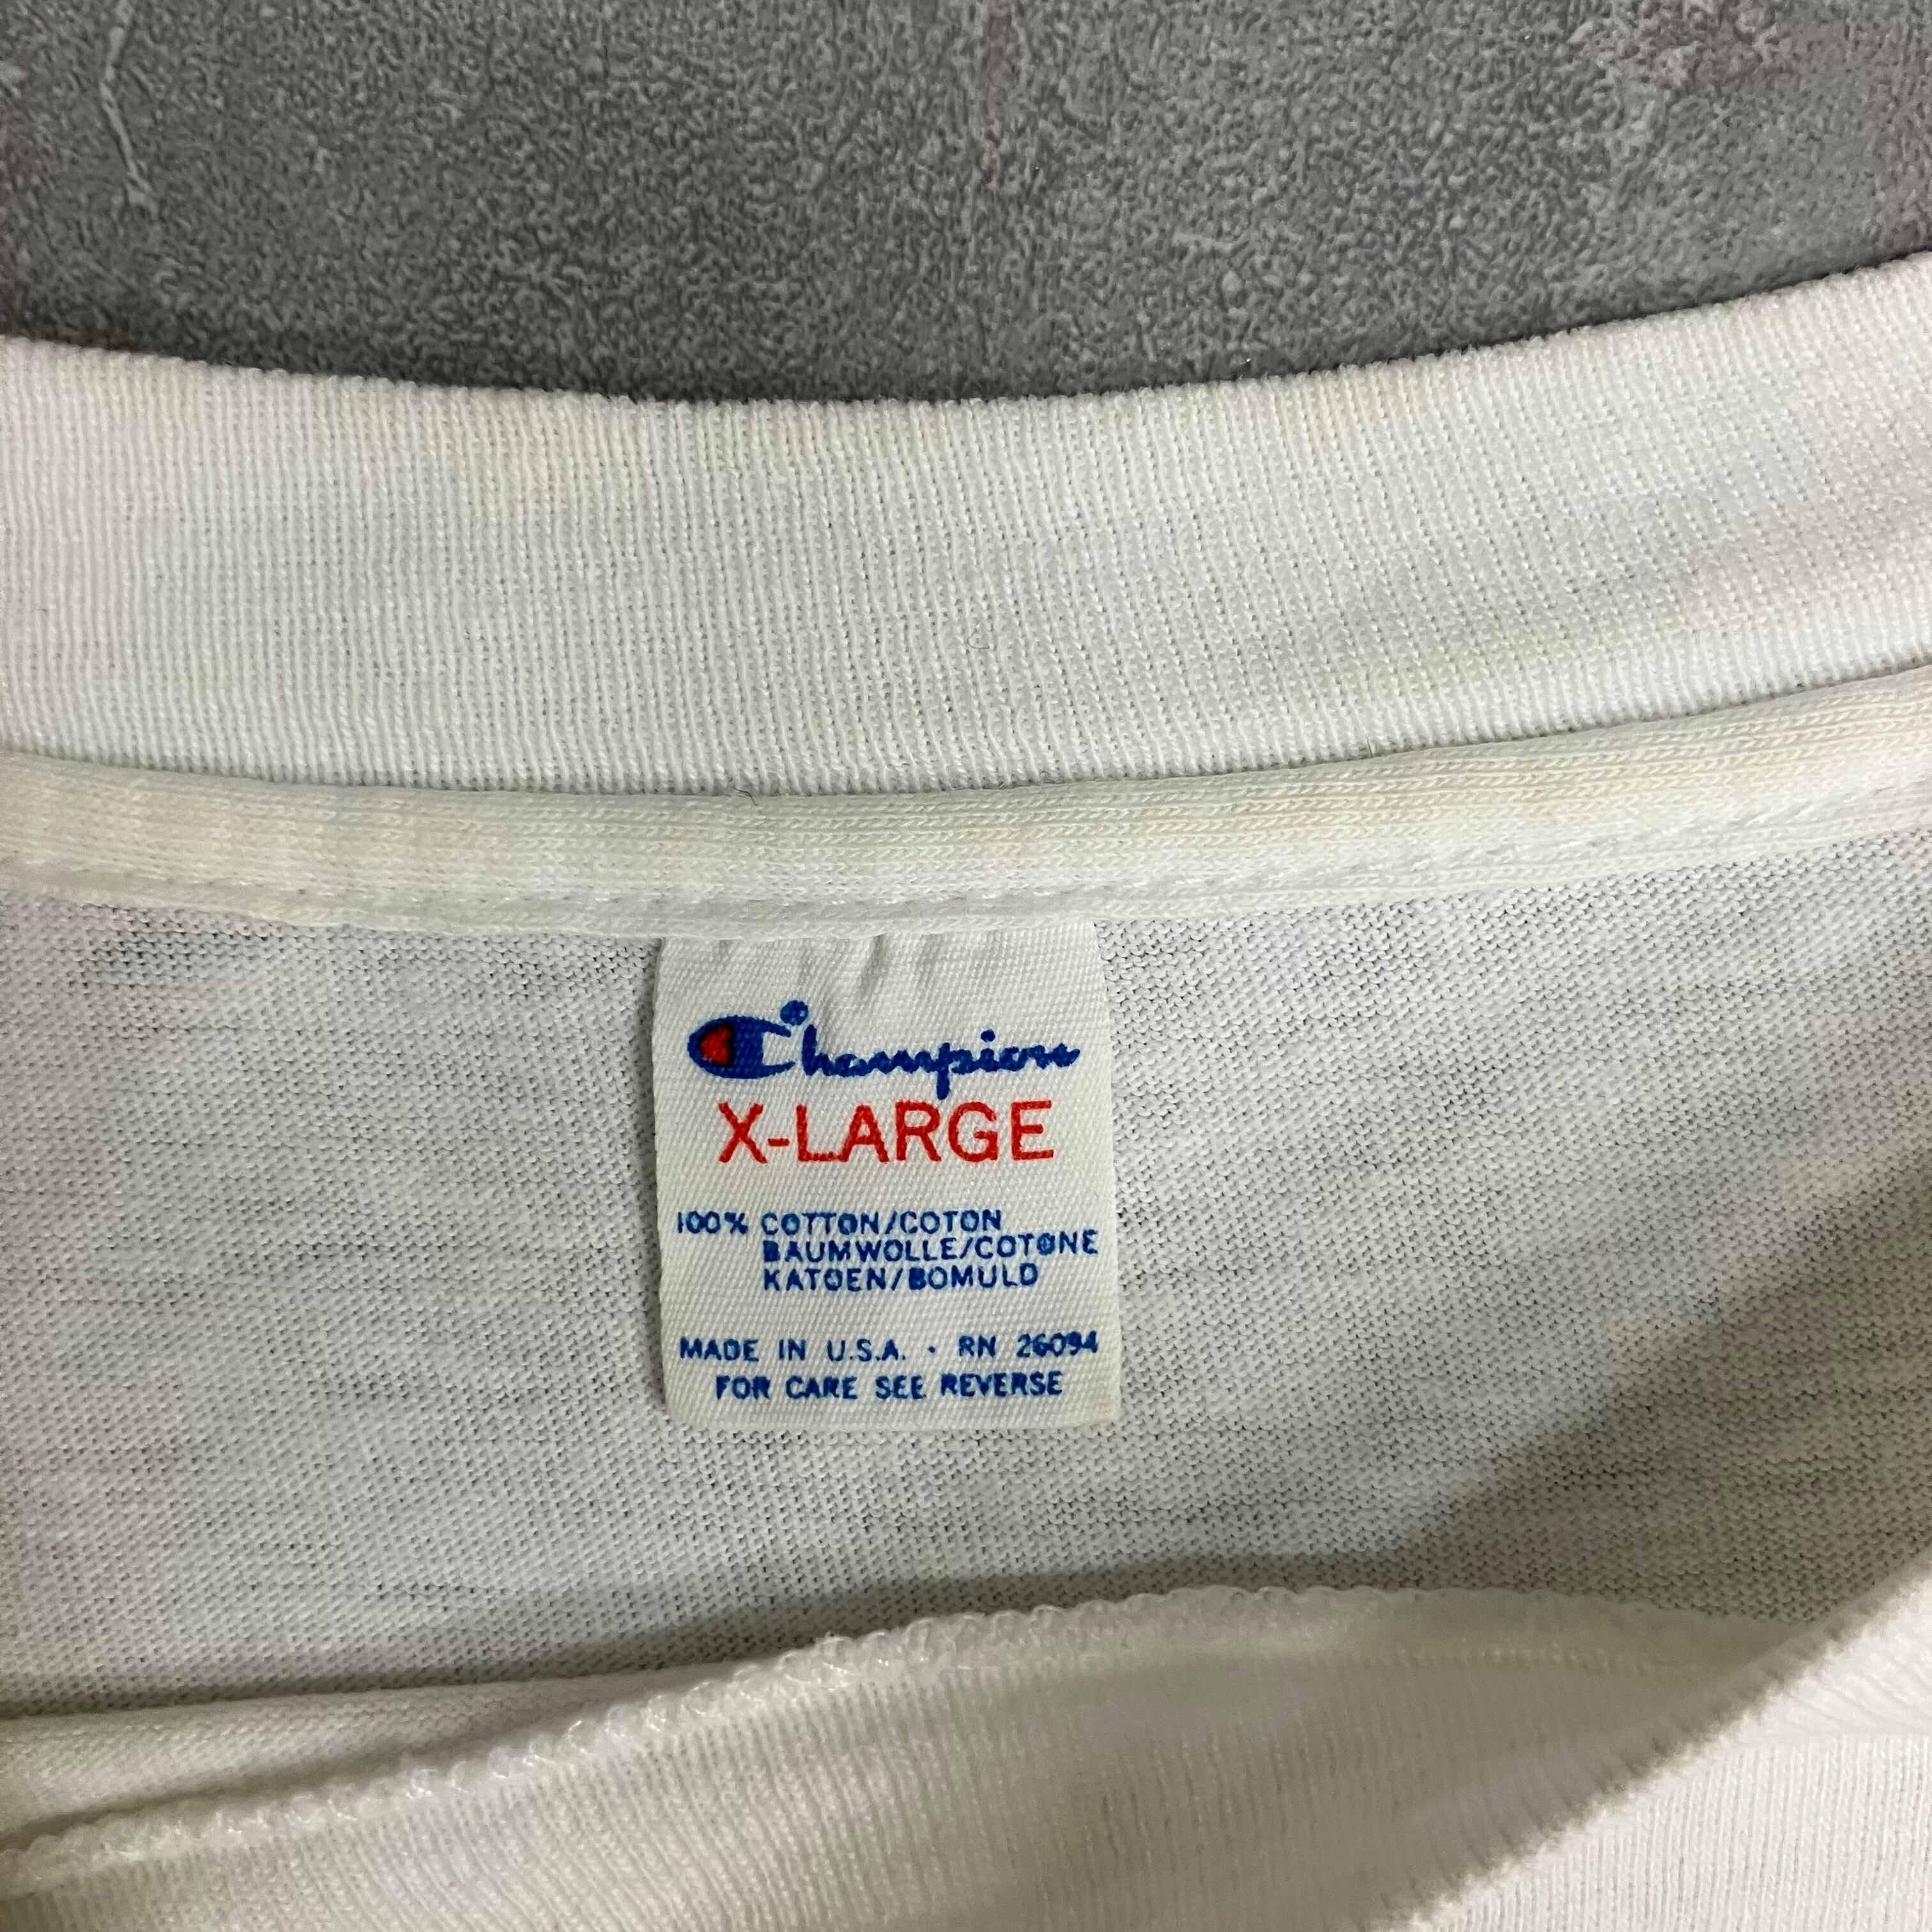 Champion®
X-LARGE
100% COTTON/COTON
BAUMWOLLE/COTONE
KATOEN/BOMULD
MADE IN U.S.A. · RN 26094
FOR CARE SEE REVERSE